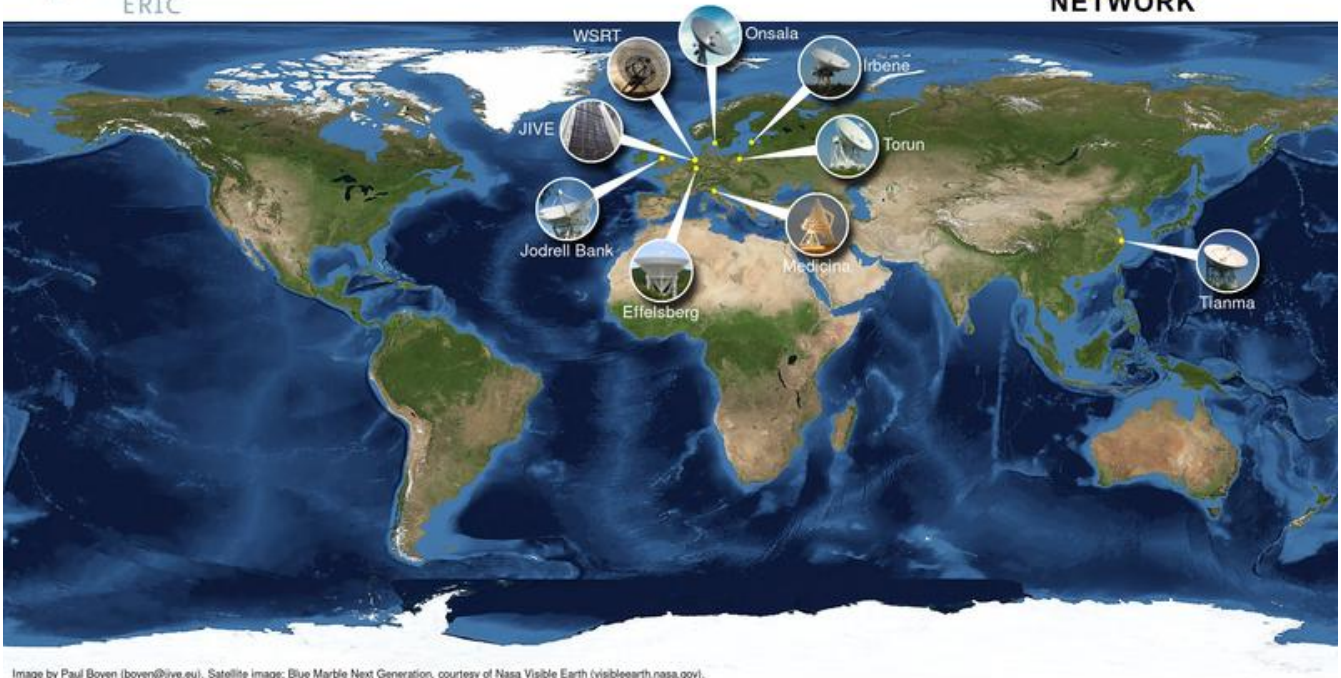 ERIC
NETWORK
WSRT
Onsala
Irbene
JIVE
Torun
Jodrell Bank
Medicina
Effelsberg
Tianma
Image by Paul Boven (boven@jive.eu). Satellite image: Blue Marble Next Generation, courtesy of Nasa Visible Earth (visibleearth.nasa.gov).